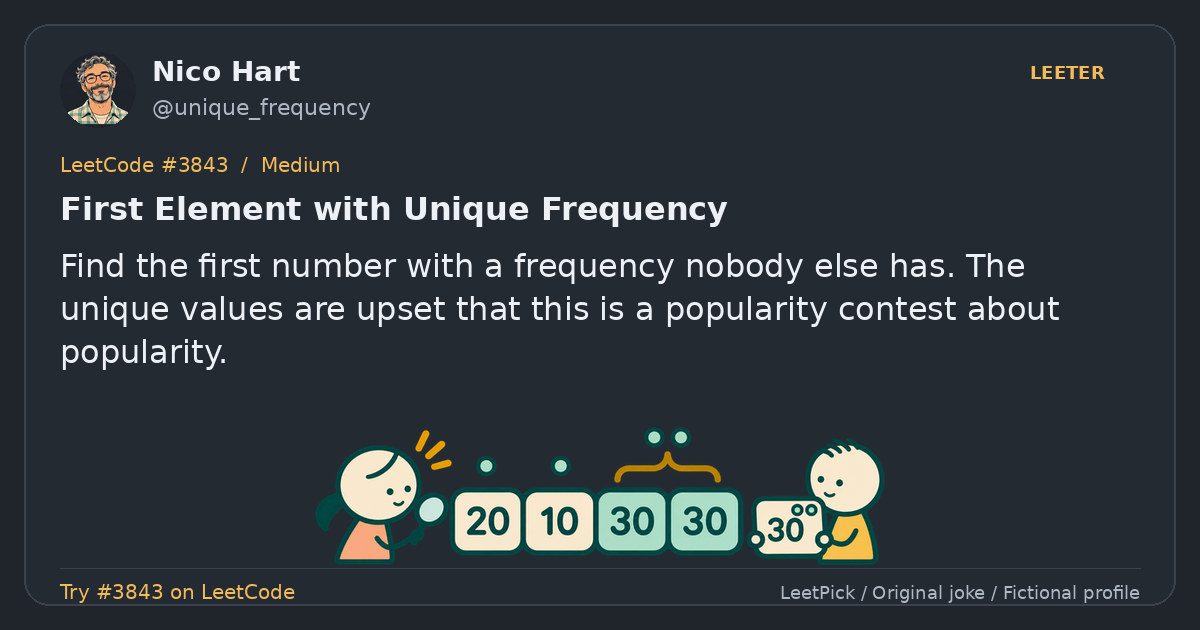 Nico Hart
@unique_frequency
LEETER
LeetCode #3843 / Medium
First Element with Unique Frequency
Find the first number with a frequency nobody else has. The
unique values are upset that this is a popularity contest about
popularity.
20 10 30 30 30
Try #3843 on LeetCode
LeetPick / Original joke / Fictional profile